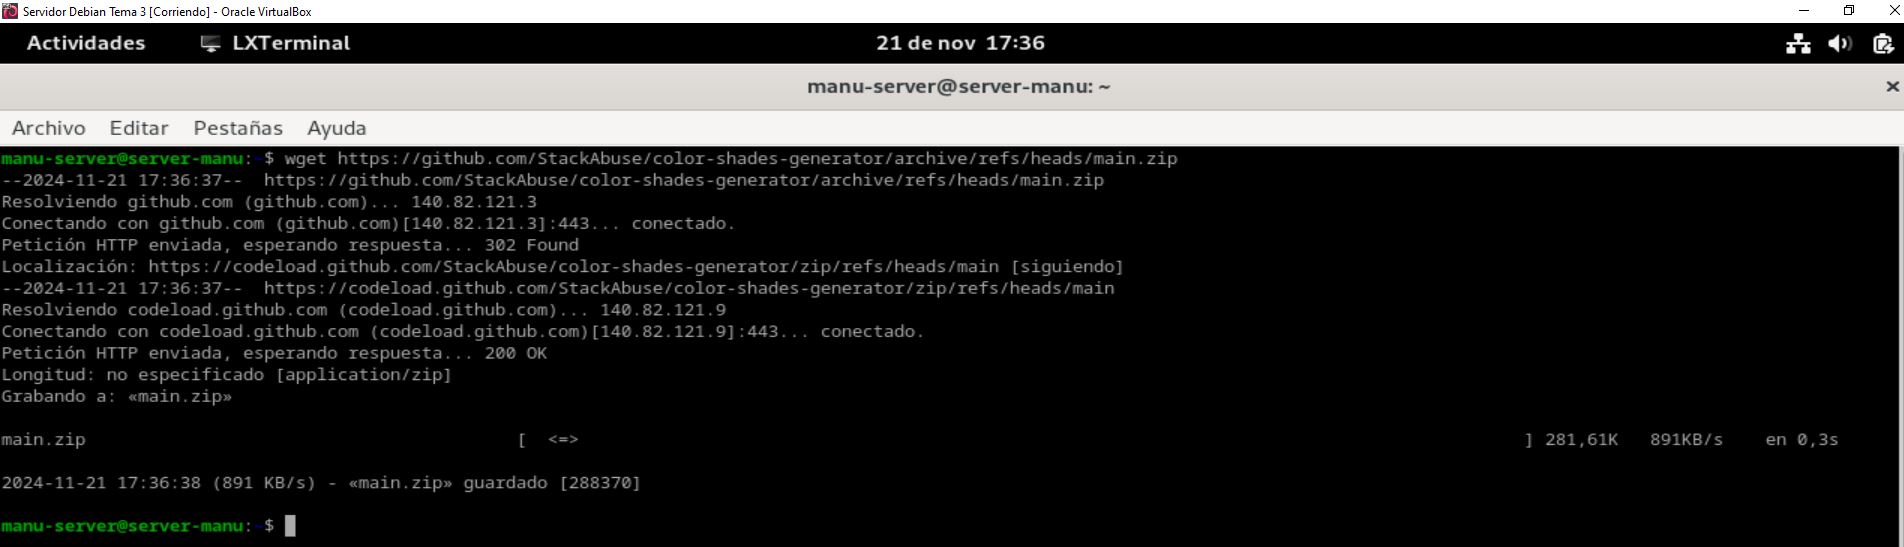 Servidor Debian Tema 3 [Corriendo] - Oracle VirtualBox
Actividades LXTerminal 21 de nov 17:36
manu-server@server-manu: ~
Archivo Editar Pestañas Ayuda
manu-server@server-manu:~$ wget https://github.com/StackAbuse/color-shades-generator/archive/refs/heads/main.zip
--2024-11-21 17:36:37-- https://github.com/StackAbuse/color-shades-generator/archive/refs/heads/main.zip
Resolviendo github.com (github.com)... 140.82.121.3
Conectando con github.com (github.com)[140.82.121.3]:443... conectado.
Petición HTTP enviada, esperando respuesta... 302 Found
Localización: https://codeload.github.com/StackAbuse/color-shades-generator/zip/refs/heads/main [siguiendo]
--2024-11-21 17:36:37-- https://codeload.github.com/StackAbuse/color-shades-generator/zip/refs/heads/main
Resolviendo codeload.github.com (codeload.github.com)... 140.82.121.9
Conectando con codeload.github.com (codeload.github.com)[140.82.121.9]:443... conectado.
Petición HTTP enviada, esperando respuesta... 200 OK
Longitud: no especificado [application/zip]
Grabando a: «main.zip»
main.zip [ <=> ] 281,61K 891KB/s en 0,3s
2024-11-21 17:36:38 (891 KB/s) - «main.zip» guardado [288370]
manu-server@server-manu:~$